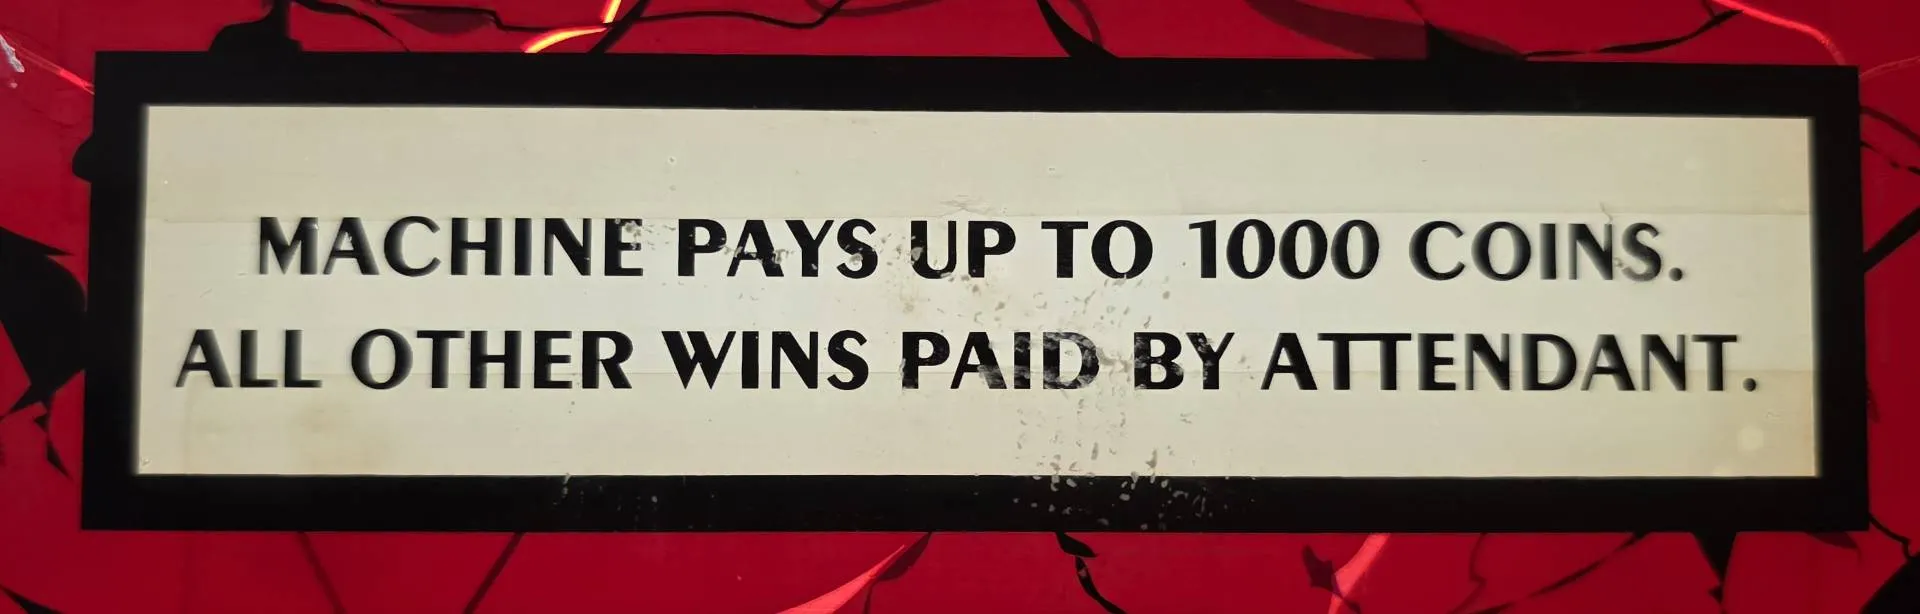 MACHINE PAYS UP TO 1000 COINS.
ALL OTHER WINS PAID BY ATTENDANT.